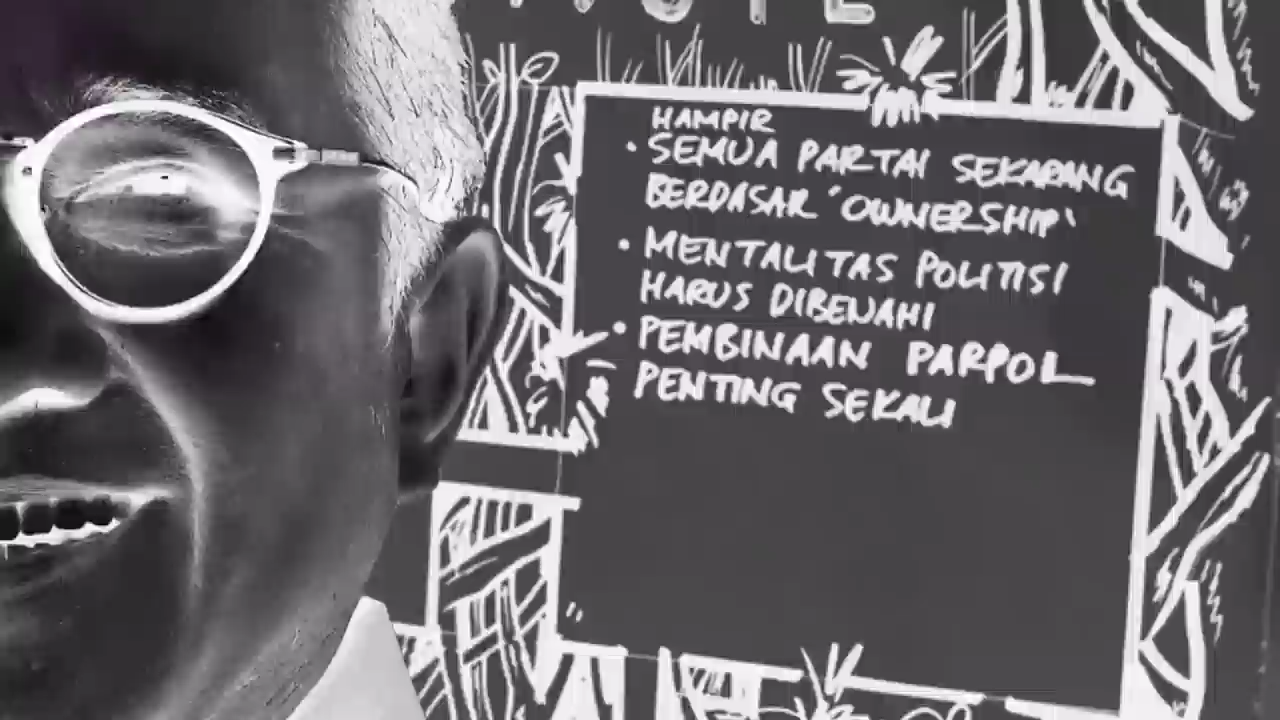 HAMPIR
• SEMUA PARTAI SEKARANG
BERDASAR 'OWNERSHIP'
• MENTALITAS POLITISI
HARUS DIBENAHI
• PEMBINAAN PARPOL
PENTING SEKALI